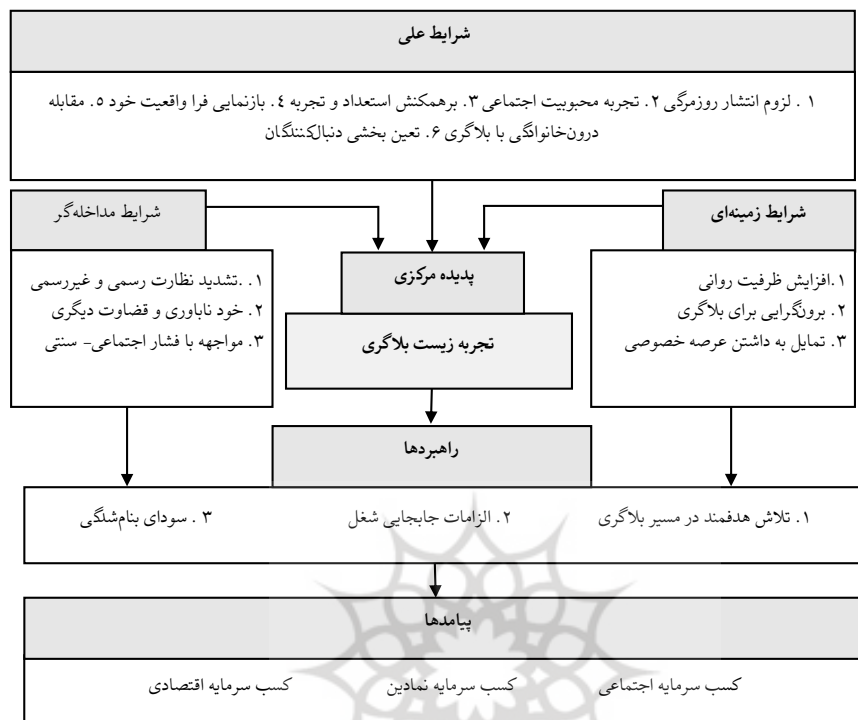 شرایط علی
۱ . لزوم انتشار روزمرگی ۲. تجربه محبوبیت اجتماعی ۳. برهمکنش استعداد و تجربه ۴. بازنمایی فرا واقعیت خود ۵. مقابله
درون‌خانوادگی با بلاگری ۶. تعین بخشی دنبال‌کنندگان
شرایط زمینه‌ای
۱.افزایش ظرفیت روانی
۲. برونگرایی برای بلاگری
۳. تمایل به داشتن عرصه خصوصی
شرایط مداخله‌گر
۱. .تشدید نظارت رسمی و غیررسمی
۲. خود ناباوری و قضاوت دیگری
۳. مواجهه با فشار اجتماعی- سنتی
پدیده مرکزی
تجربه زیست بلاگری
راهبردها
۱. تلاش هدفمند در مسیر بلاگری
۲. الزامات جابجایی شغل
۳ . سودای بنام‌شدگی
پیامدها
کسب سرمایه اجتماعی
کسب سرمایه نمادین
کسب سرمایه اقتصادی